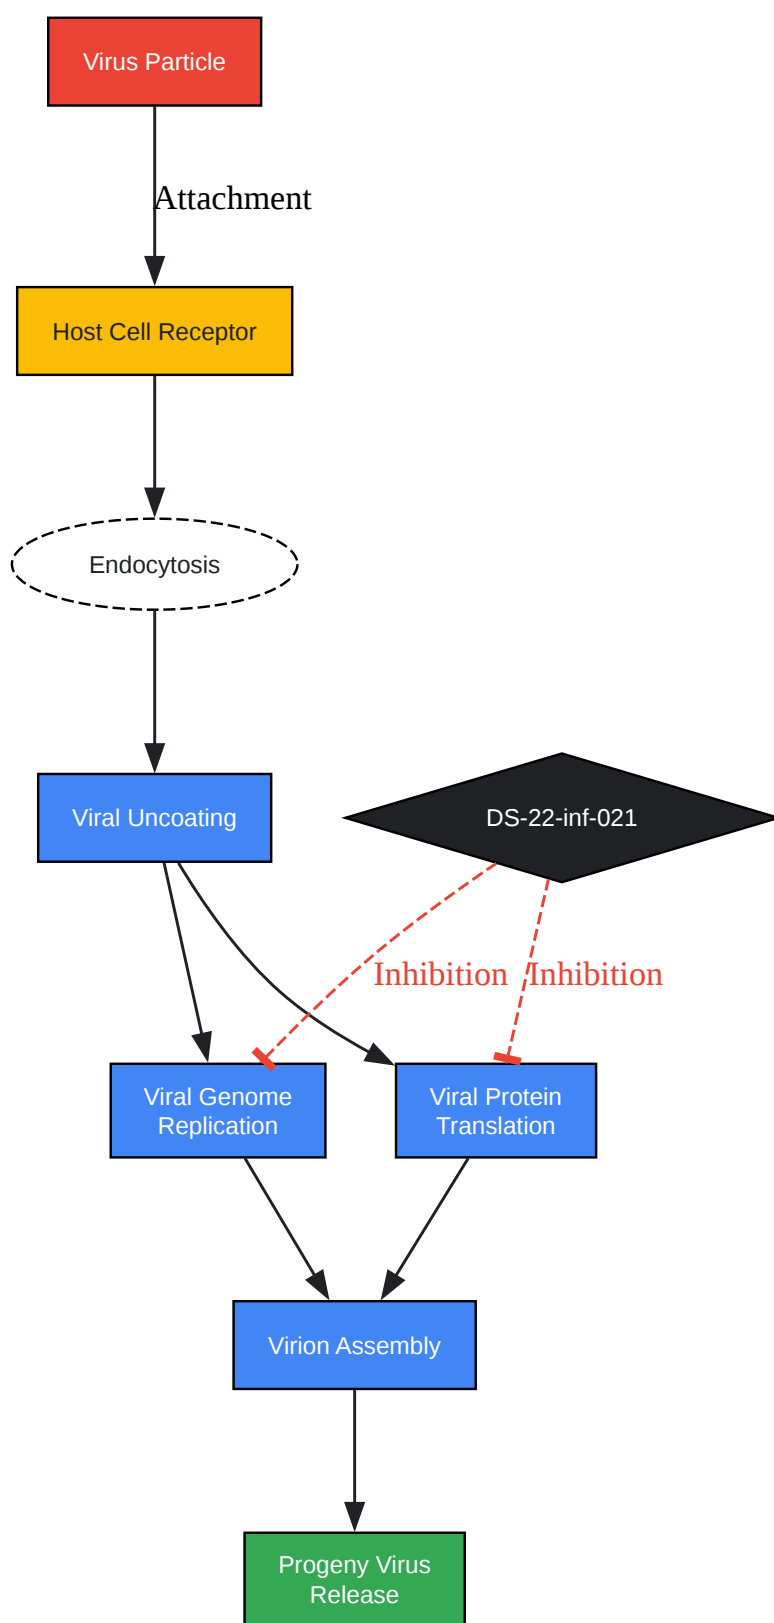 Virus Particle
Attachment
Host Cell Receptor
Endocytosis
Viral Uncoating
DS-22-inf-021
Inhibition
Inhibition
Viral Genome
Replication
Viral Protein
Translation
Virion Assembly
Progeny Virus
Release